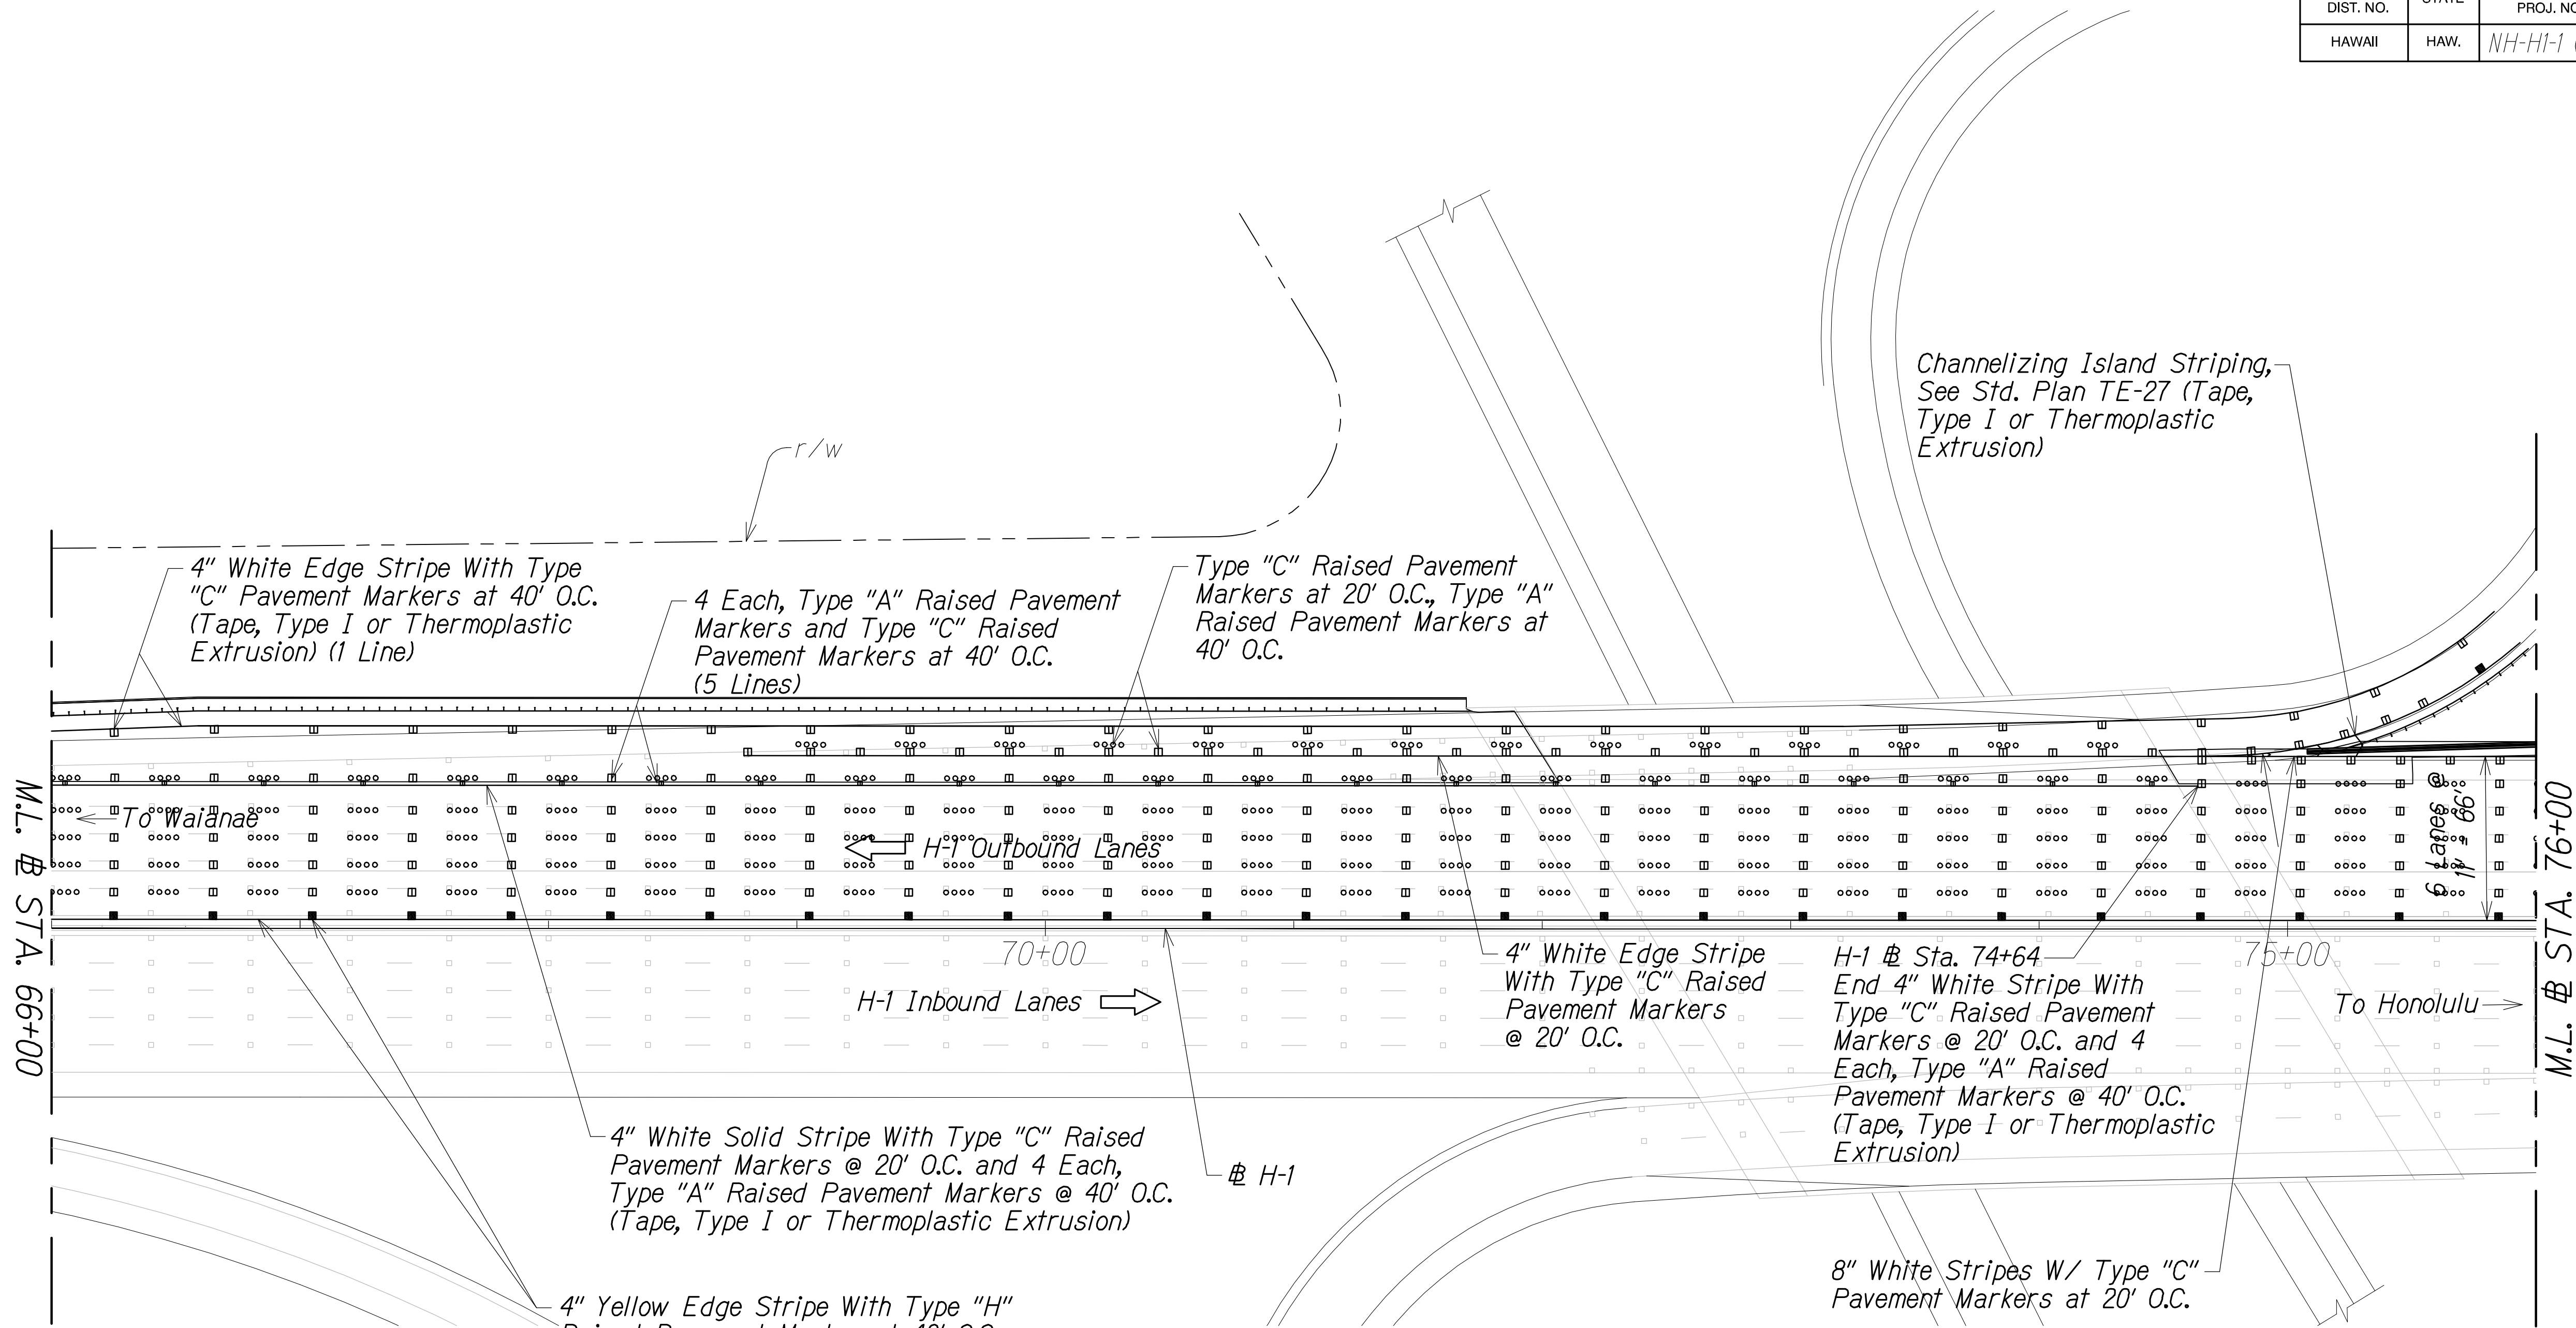 DIST. NO.
HAWAII HAW. NH-H1-1
r/w
Channelizing Island Striping,
See Std. Plan TE-27 (Tape,
Type I or Thermoplastic
Extrusion)
4" White Edge Stripe With Type
"C" Pavement Markers at 40' O.C.
(Tape, Type I or Thermoplastic
Extrusion) (1 Line)
4 Each, Type "A" Raised Pavement
Markers and Type "C" Raised
Pavement Markers at 40' O.C.
(5 Lines)
Type "C" Raised Pavement
Markers at 20' O.C., Type "A"
Raised Pavement Markers at
40' O.C.
M.L. ℄ STA. 66+00
To Waianae
H-1 Outbound Lanes
6 Lanes @
11' = 66'
M.L. ℄ STA. 76+00
70+00
75+00
H-1 Inbound Lanes
To Honolulu
4" White Edge Stripe
With Type "C" Raised
Pavement Markers
@ 20' O.C.
H-1 ℄ Sta. 74+64
End 4" White Stripe With
Type "C" Raised Pavement
Markers @ 20' O.C. and 4
Each, Type "A" Raised
Pavement Markers @ 40' O.C.
(Tape, Type I or Thermoplastic
Extrusion)
4" White Solid Stripe With Type "C" Raised
Pavement Markers @ 20' O.C. and 4 Each,
Type "A" Raised Pavement Markers @ 40' O.C.
(Tape, Type I or Thermoplastic Extrusion)
℄ H-1
8" White Stripes W/ Type "C"
Pavement Markers at 20' O.C.
4" Yellow Edge Stripe With Type "H"